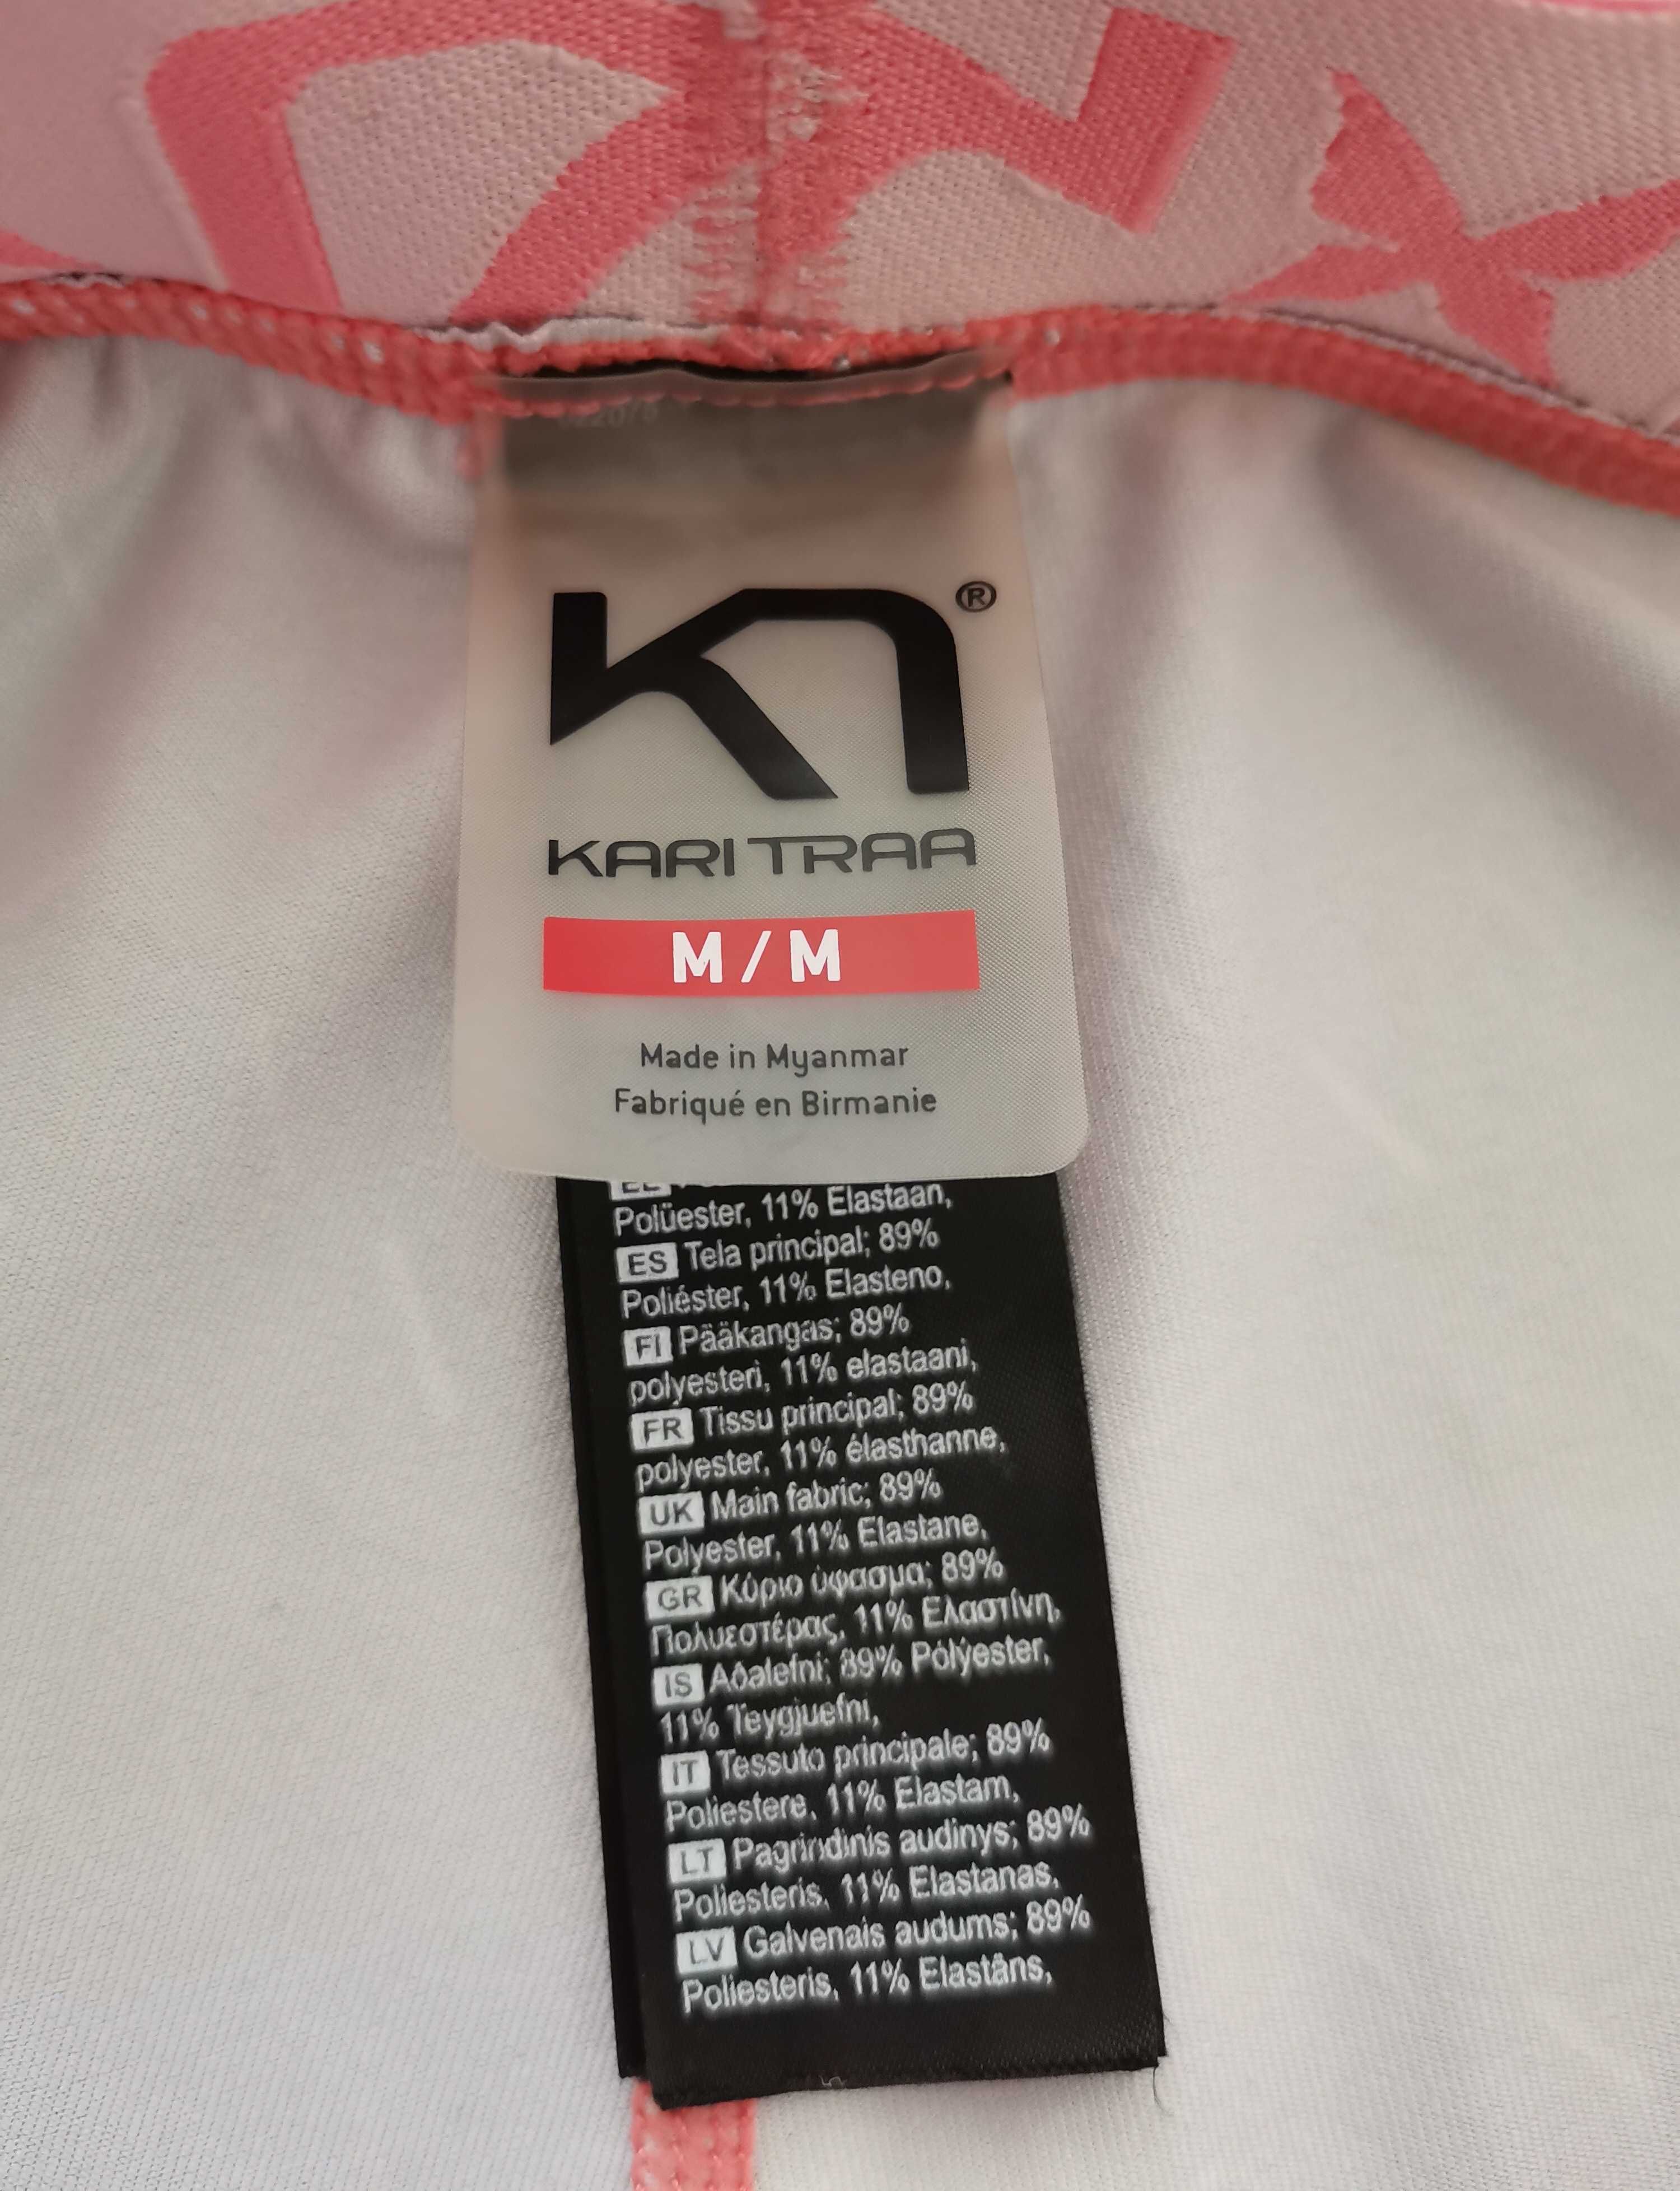 622078
®
KARI TRAA
M / M
Made in Myanmar
Fabriqué en Birmanie
Polüester, 11% Elastaan,
ES Tela principal; 89%
Poliéster, 11% Elasteno,
FI Pääkangas; 89%
polyesteri, 11% elastaani,
FR Tissu principal; 89%
polyester, 11% élasthanne,
UK Main fabric; 89%
Polyester, 11% Elastane,
GR Κύριο ύφασμα; 89%
Πολυεστέρας, 11% Ελαστίνη,
IS Aðalefni; 89% Pólýester,
11% Teygjuefni,
IT Tessuto principale; 89%
Poliestere, 11% Elastam,
LT Pagrindinis audinys; 89%
Poliesteris, 11% Elastanas,
LV Galvenais audums; 89%
Poliesteris, 11% Elastāns,